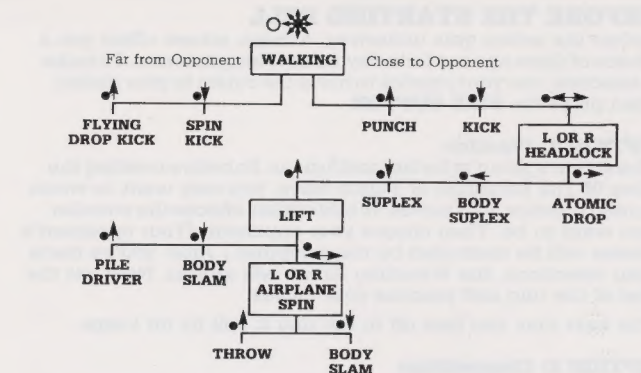 Far from Opponent WALKING Close to Opponent
FLYING
DROP KICK
SPIN
KICK
PUNCH
KICK
L OR R
HEADLOCK
LIFT
SUPLEX
BODY
SUPLEX
ATOMIC
DROP
PILE
DRIVER
BODY
SLAM
L OR R
AIRPLANE
SPIN
THROW
BODY
SLAM